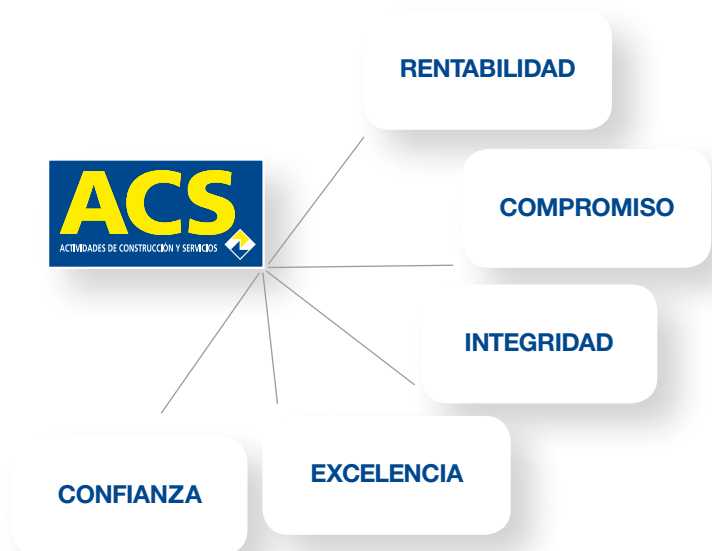 RENTABILIDAD
ACS
ACTIVIDADES DE CONSTRUCCIÓN Y SERVICIOS
COMPROMISO
INTEGRIDAD
EXCELENCIA
CONFIANZA